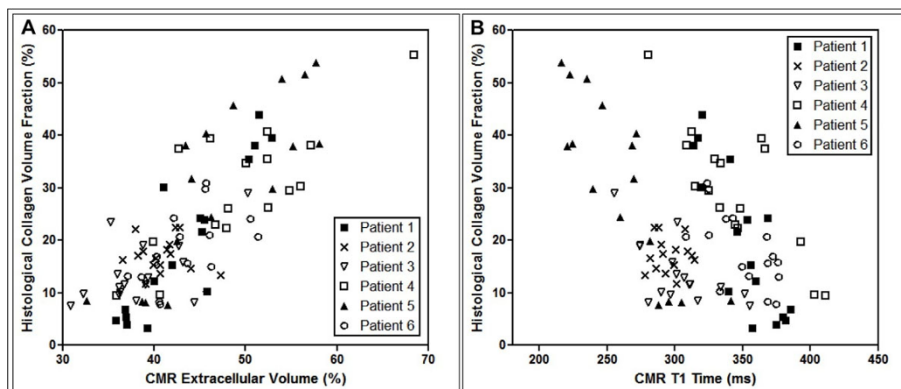 A
Histological Collagen Volume Fraction (%)
60
50
40
30
20
10
0
Patient 1
Patient 2
Patient 3
Patient 4
Patient 5
Patient 6
30 40 50 60 70
CMR Extracellular Volume (%)
B
Histological Collagen Volume Fraction (%)
60
50
40
30
20
10
0
Patient 1
Patient 2
Patient 3
Patient 4
Patient 5
Patient 6
200 250 300 350 400 450
CMR T1 Time (ms)